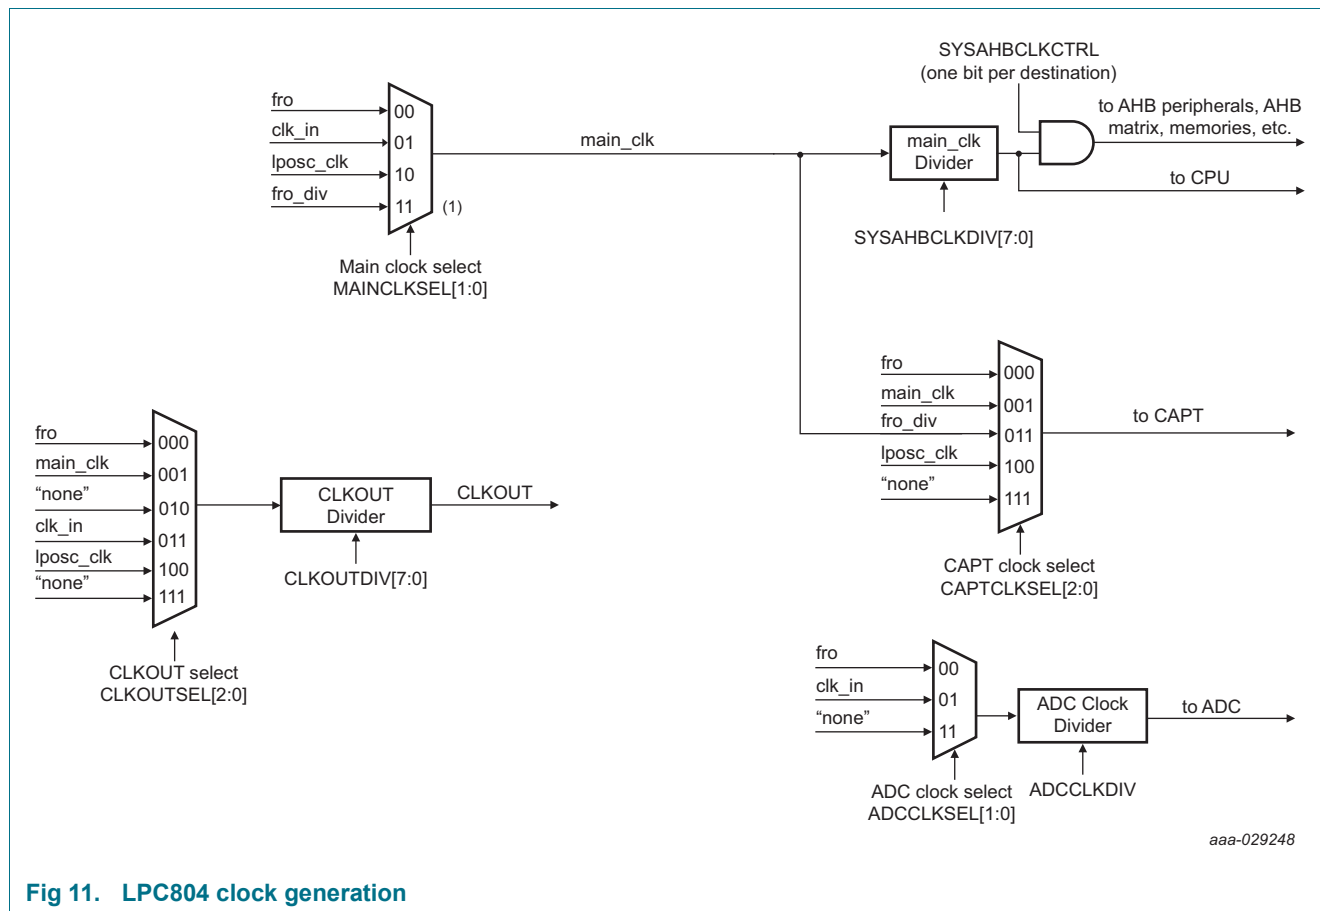 SYSAHBCLKCTRL
(one bit per destination)
fro
clk_in
lposc_clk
fro_div
00
01
10
11
(1)
main_clk
main_clk
Divider
to AHB peripherals, AHB
matrix, memories, etc.
to CPU
SYSAHBCLKDIV[7:0]
Main clock select
MAINCLKSEL[1:0]
fro
main_clk
fro_div
lposc_clk
"none"
000
001
011
100
111
to CAPT
CAPT clock select
CAPTCLKSEL[2:0]
fro
main_clk
“none”
clk_in
lposc_clk
“none”
000
001
010
011
100
111
CLKOUT
Divider
CLKOUT
CLKOUTDIV[7:0]
CLKOUT select
CLKOUTSEL[2:0]
fro
clk_in
“none”
00
01
11
ADC Clock
Divider
to ADC
ADC clock select
ADCCLKSEL[1:0]
ADCCLKDIV
aaa-029248
Fig 11. LPC804 clock generation